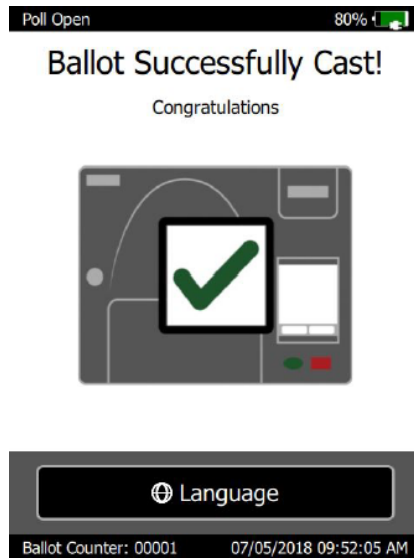 Poll Open 80%
Ballot Successfully Cast!
Congratulations
Language
Ballot Counter: 00001 07/05/2018 09:52:05 AM